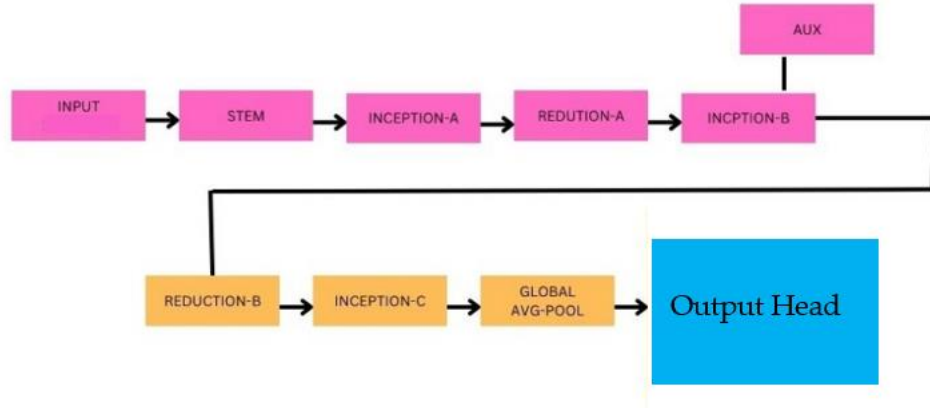 AUX
INPUT
STEM
INCEPTION-A
REDUTION-A
INCPTION-B
REDUCTION-B
INCEPTION-C
GLOBAL
AVG-POOL
Output Head